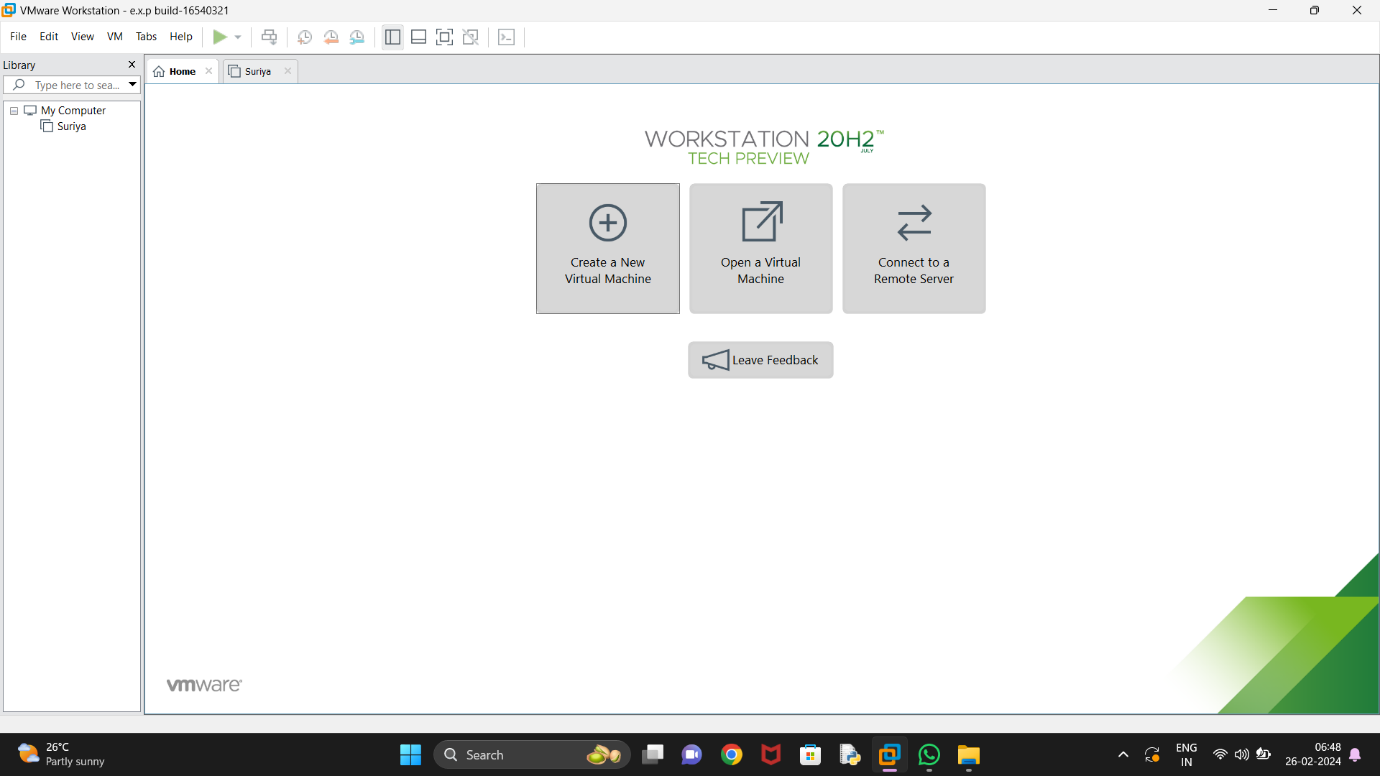 VMware Workstation - e.x.p build-16540321
File Edit View VM Tabs Help
Library
Home
Suriya
Type here to sea...
My Computer
Suriya
WORKSTATION 20H2™
JULY
TECH PREVIEW
Create a New
Virtual Machine
Open a Virtual
Machine
Connect to a
Remote Server
Leave Feedback
vmware®
26°C
Partly sunny
Search
ENG
IN
06:48
26-02-2024